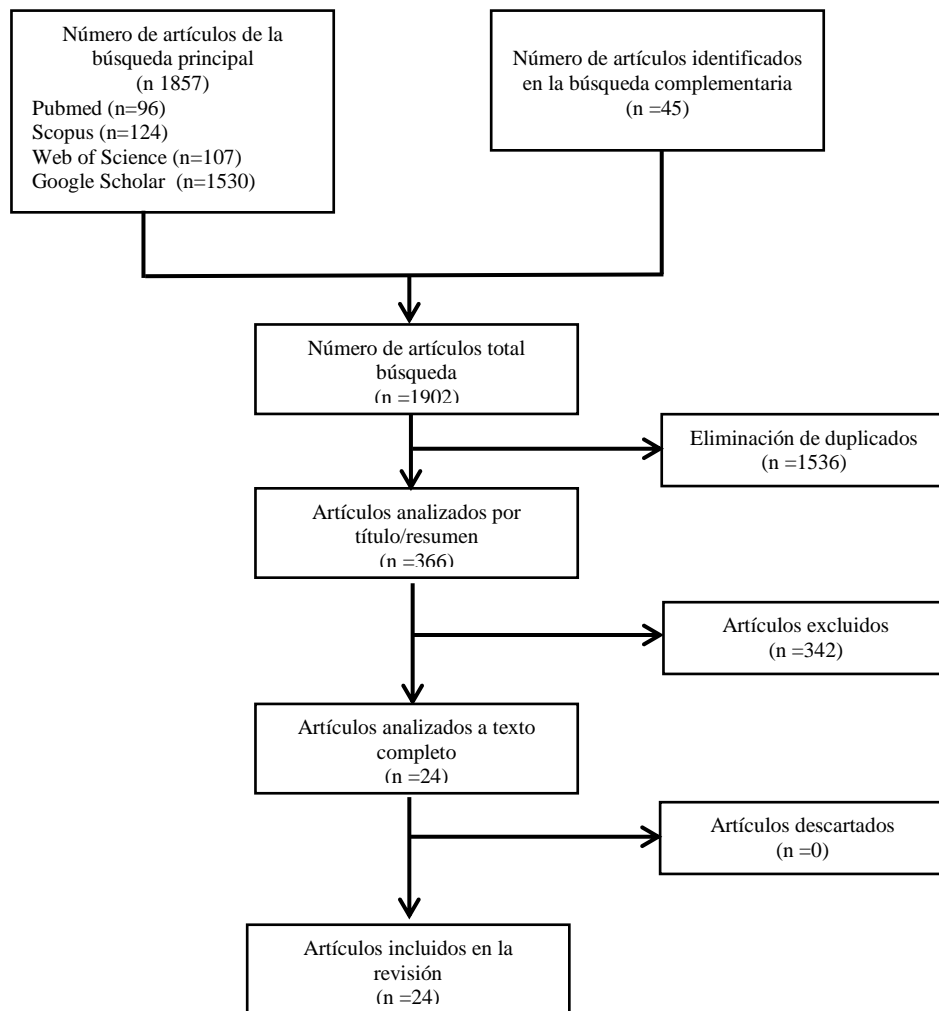 Número de artículos de la
búsqueda principal
(n 1857)
Pubmed (n=96)
Scopus (n=124)
Web of Science (n=107)
Google Scholar  (n=1530)
Número de artículos identificados
en la búsqueda complementaria
(n =45)
Número de artículos total
búsqueda
(n =1902)
Eliminación de duplicados
(n =1536)
Artículos analizados por
título/resumen
(n =366)
Artículos excluidos
(n =342)
Artículos analizados a texto
completo
(n =24)
Artículos descartados
(n =0)
Artículos incluidos en la
revisión
(n =24)